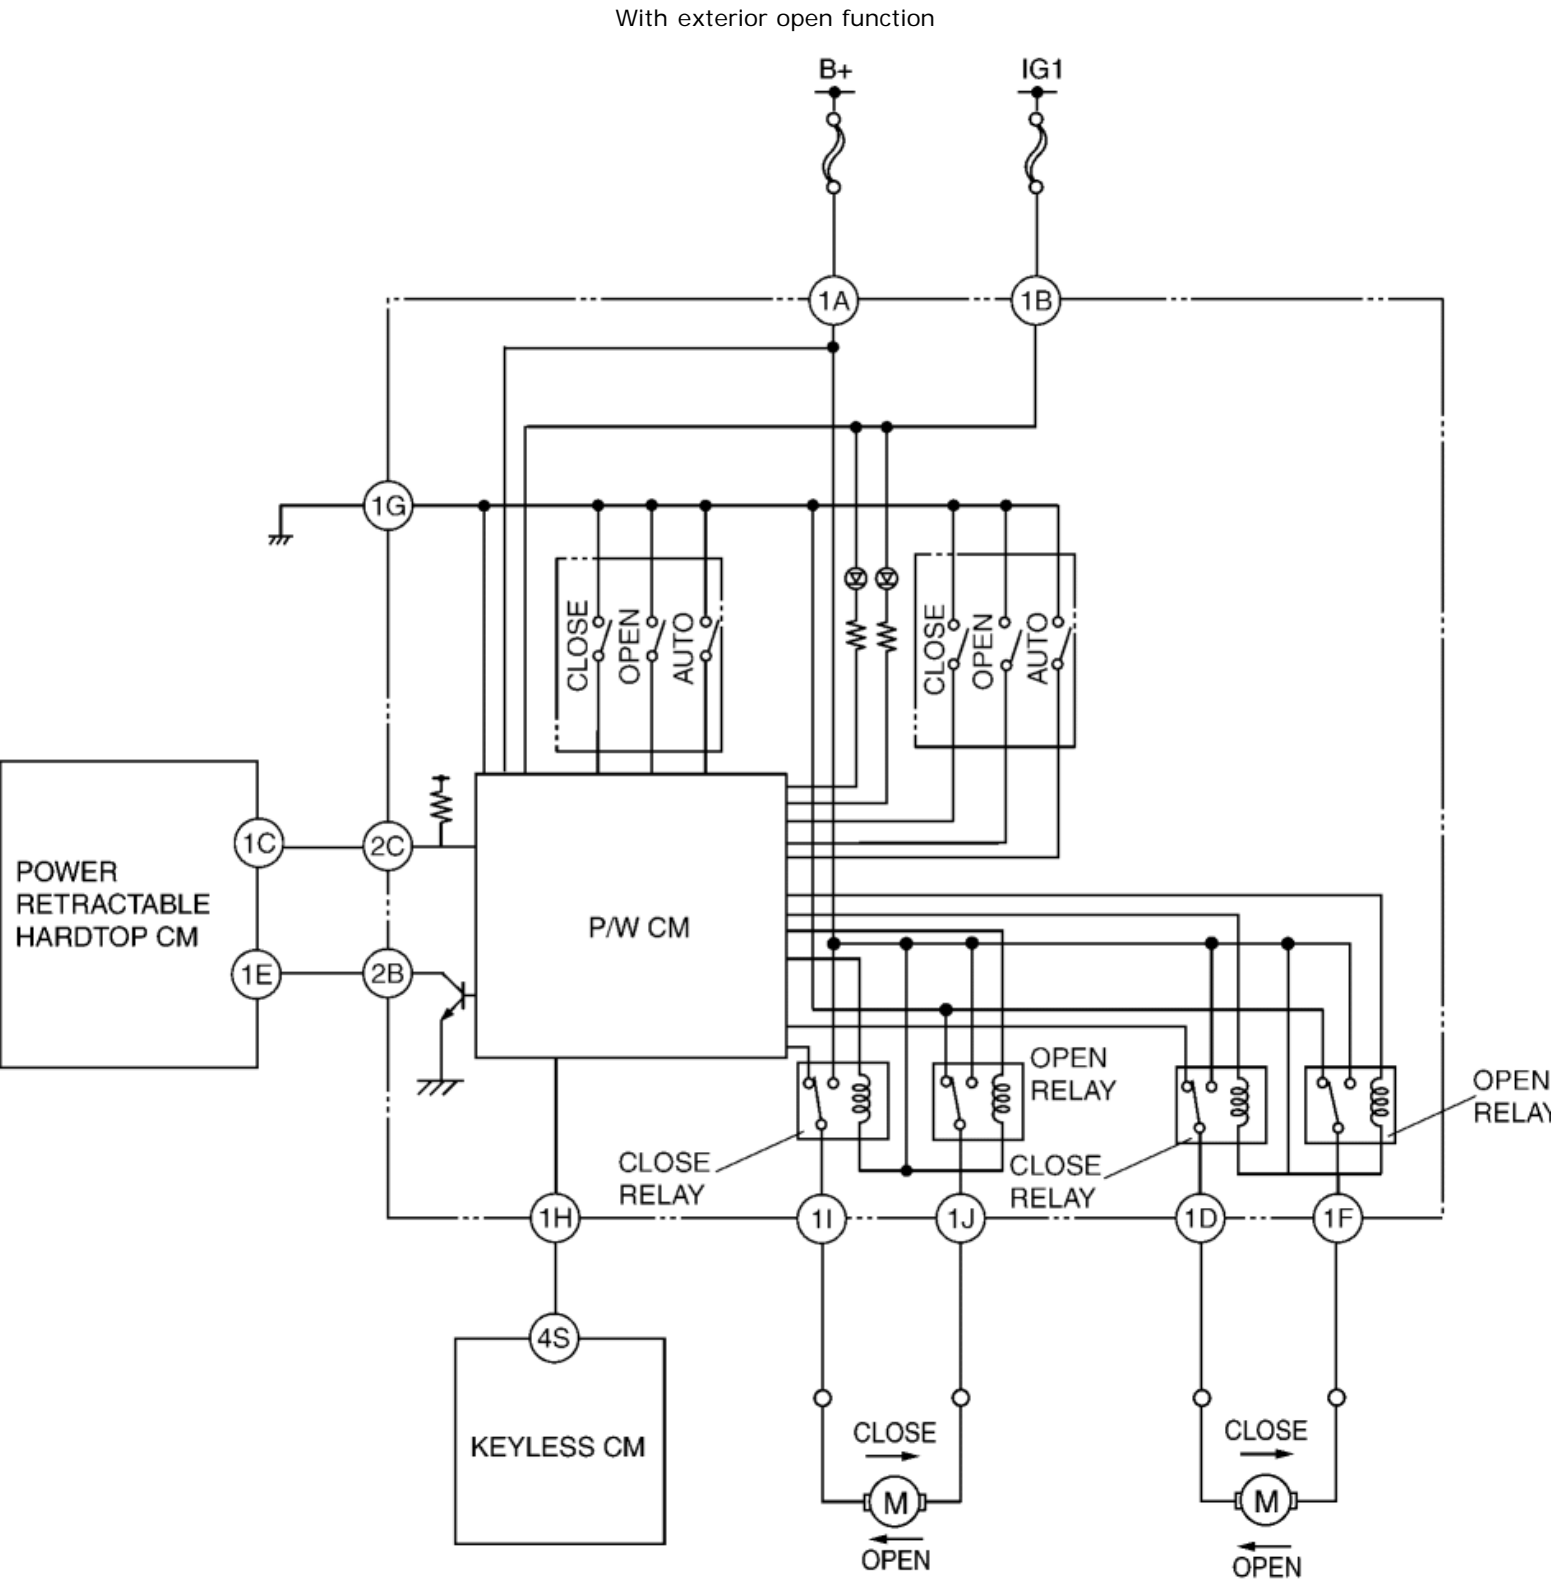 With exterior open function
B+
IG1
1A
1B
1G
CLOSE
OPEN
AUTO
CLOSE
OPEN
AUTO
POWER
RETRACTABLE
HARDTOP CM
1C
2C
1E
2B
P/W CM
OPEN
RELAY
OPEN
RELAY
CLOSE
RELAY
CLOSE
RELAY
1H
1I
1J
1D
1F
4S
KEYLESS CM
CLOSE
M
OPEN
CLOSE
M
OPEN